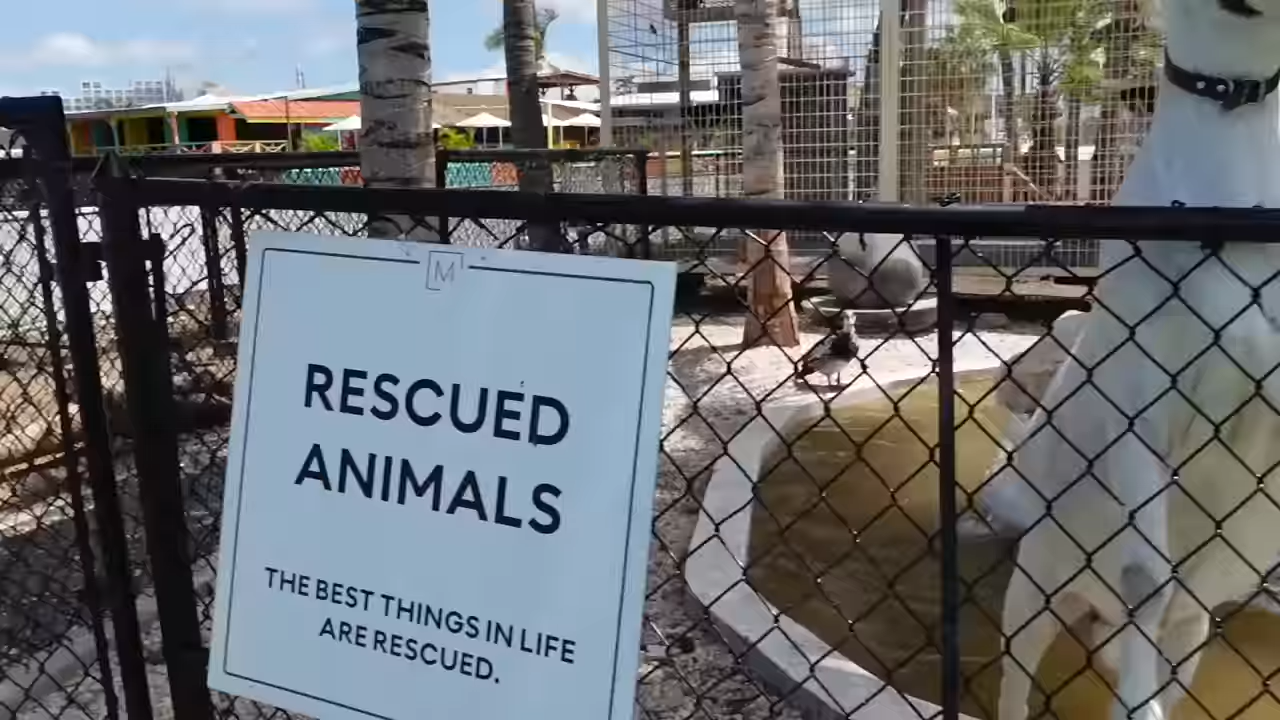 M
RESCUED
ANIMALS
THE BEST THINGS IN LIFE
ARE RESCUED.